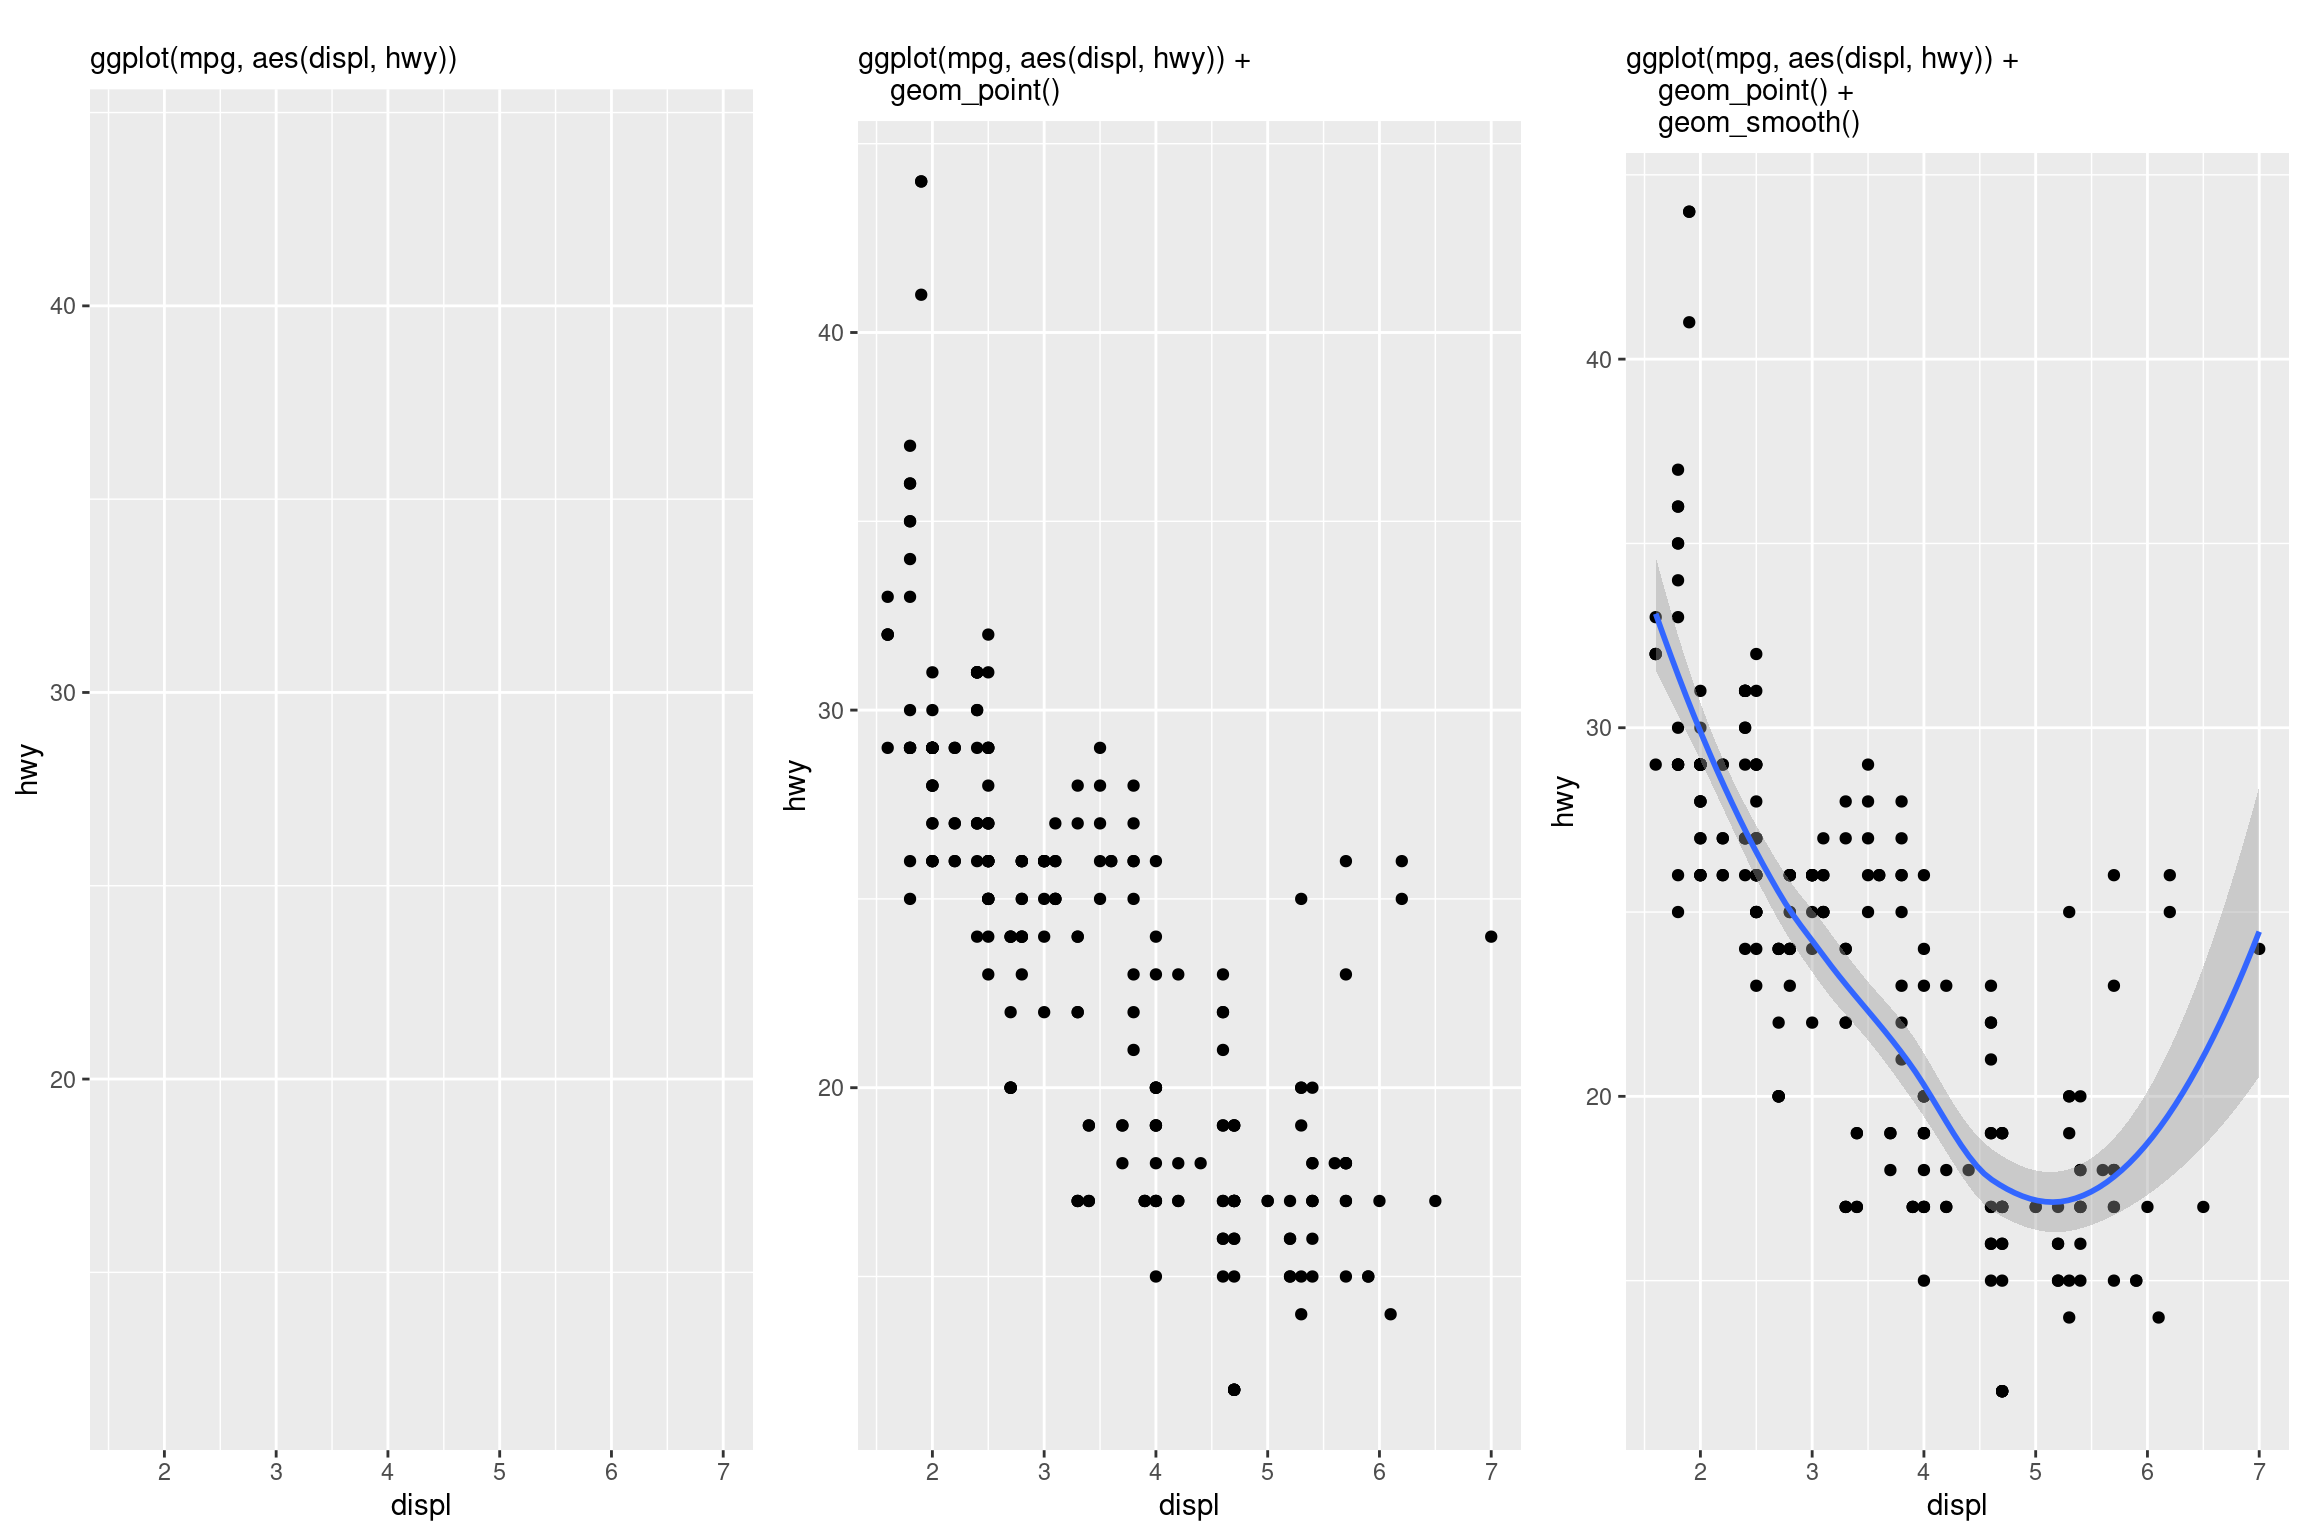 ggplot(mpg, aes(displ, hwy))
40
30
20
hwy
2 3 4 5 6 7
displ
ggplot(mpg, aes(displ, hwy)) +
geom_point()
40
30
20
hwy
2 3 4 5 6 7
displ
ggplot(mpg, aes(displ, hwy)) +
geom_point() +
geom_smooth()
40
30
20
hwy
2 3 4 5 6 7
displ